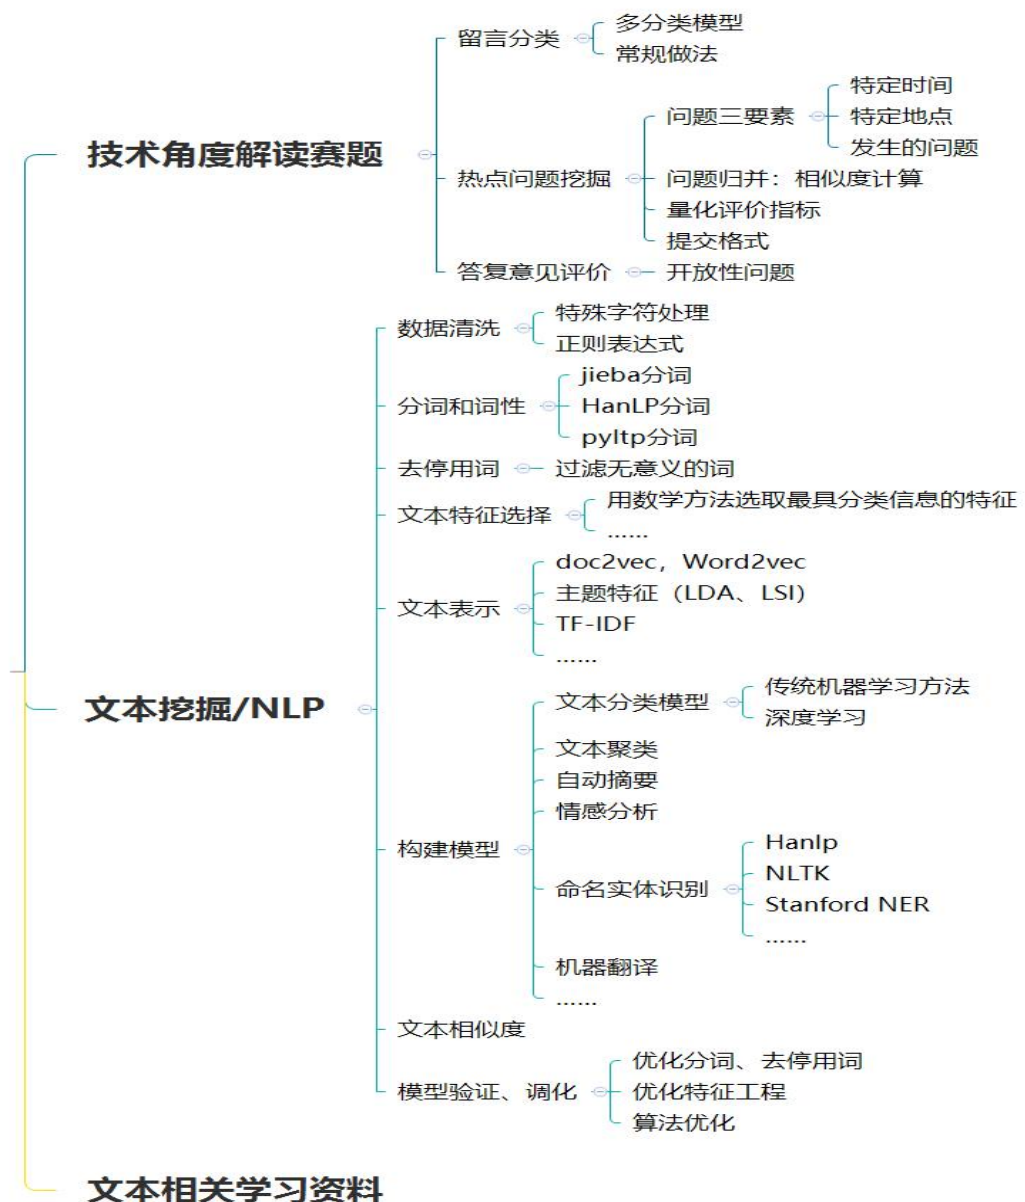 技术角度解读赛题
留言分类
多分类模型
常规做法
热点问题挖掘
问题三要素
特定时间
特定地点
发生的问题
问题归并：相似度计算
量化评价指标
提交格式
答复意见评价
开放性问题
文本挖掘/NLP
数据清洗
特殊字符处理
正则表达式
分词和词性
jieba分词
HanLP分词
pyltp分词
去停用词
过滤无意义的词
文本特征选择
用数学方法选取最具分类信息的特征
……
文本表示
doc2vec，Word2vec
主题特征（LDA、LSI）
TF-IDF
……
构建模型
文本分类模型
传统机器学习方法
深度学习
文本聚类
自动摘要
情感分析
命名实体识别
Hanlp
NLTK
Stanford NER
……
机器翻译
……
文本相似度
模型验证、调化
优化分词、去停用词
优化特征工程
算法优化
文本相关学习资料